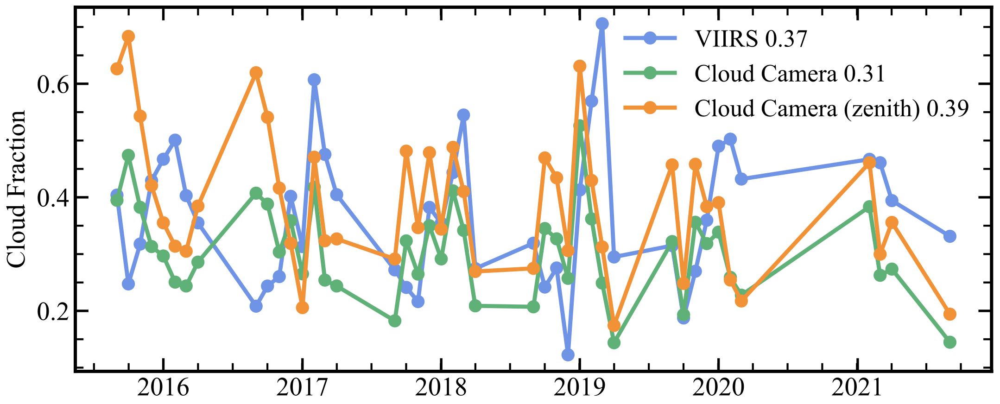 VIIRS 0.37
Cloud Camera 0.31
Cloud Camera (zenith) 0.39
Cloud Fraction
0.6
0.4
0.2
2016 2017 2018 2019 2020 2021